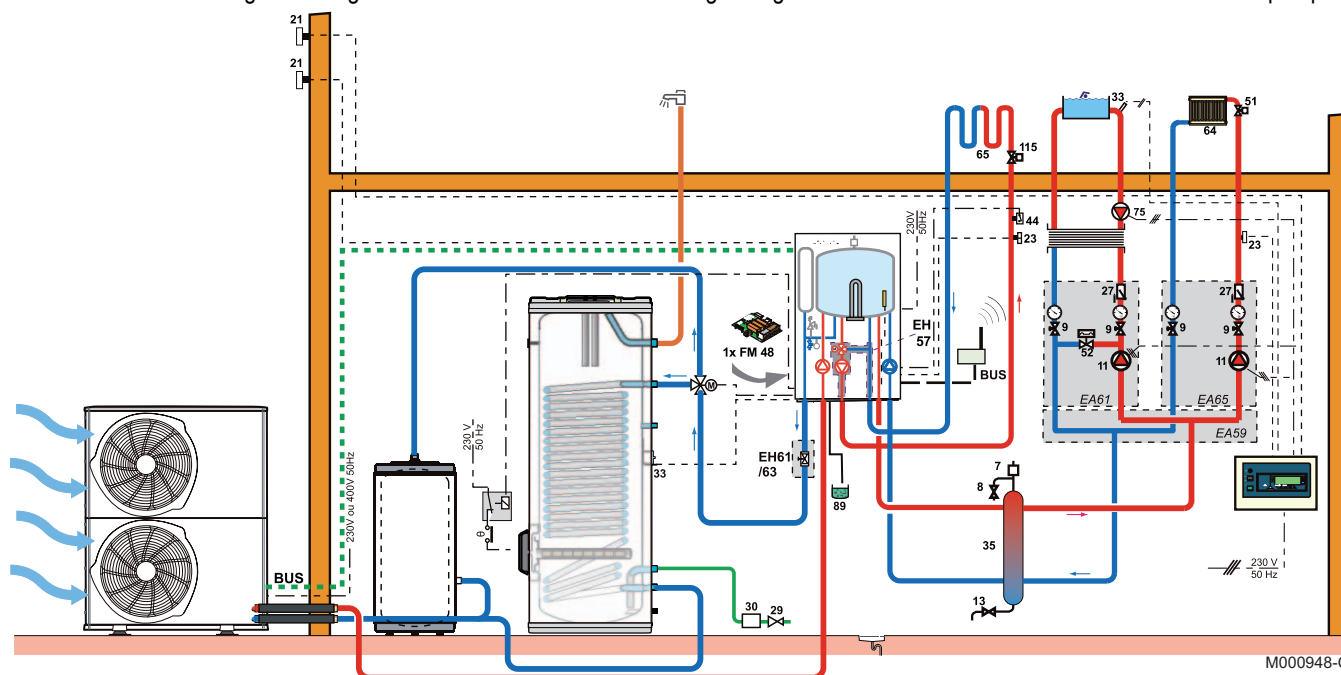 21
21
33
51
64
65
115
75
44
23
23
230V
50Hz
27
27
EH
57
1x FM 48
9
9
9
9
52
BUS
11
11
EA61
EA65
EA59
M
230 V
50 Hz
EH61
/63
33
7
8
230V ou 400V 50Hz
θ
89
35
230 V
50 Hz
BUS
13
30
29
M000948-